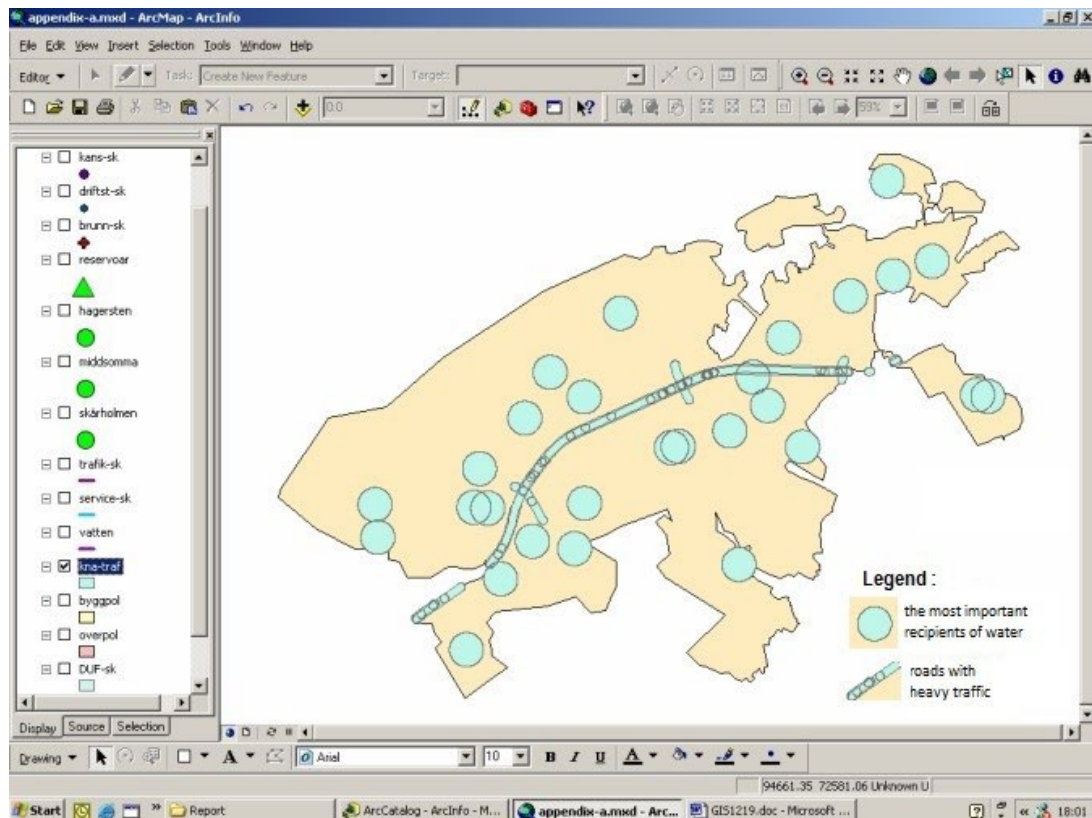 appendix-a.mxd - ArcMap - ArcInfo
File Edit View Insert Selection Tools Window Help
Editor Task: Create New Feature Target:
0.0 59%
kans-sk
driftst-sk
brunn-sk
reservoar
hagersten
middsomma
skärholmen
trafik-sk
service-sk
vatten
kna-traf
byggpol
overpol
DUF-sk
Legend :
the most important
recipients of water
roads with
heavy traffic
Display Source Selection
Drawing A Arial 10 B I U A
94661.35 72581.06 Unknown U
Start Report ArcCatalog - ArcInfo - M... appendix-a.mxd - Arc... GIS1219.doc - Microsoft ... 18:01